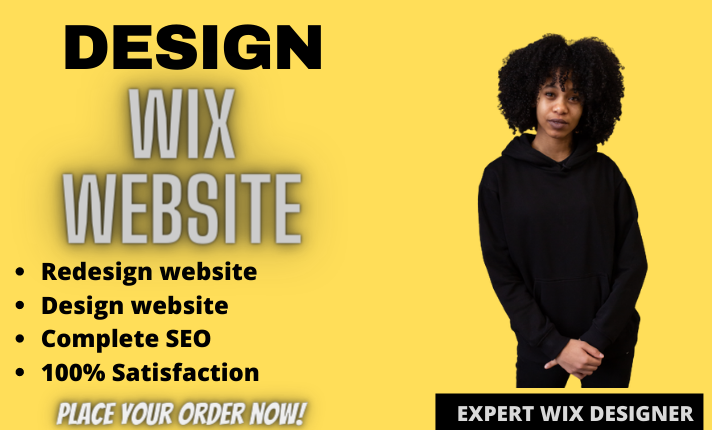 DESIGN
WIX
WEBSITE
• Redesign website
• Design website
• Complete SEO
• 100% Satisfaction
PLACE YOUR ORDER NOW!
EXPERT WIX DESIGNER